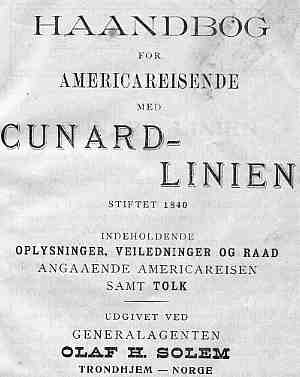 HAANDBOG
FOR
AMERICAREISENDE
MED
CUNARD-
LINIEN
STIFTET 1840
INDEHOLDENDE
OPLYSNINGER, VEILEDNINGER OG RAAD
ANGAAENDE AMERICAREISEN
SAMT TOLK
UDGIVET VED
GENERALAGENTEN
OLAF H. SOLEM
TRONDHJEM — NORGE